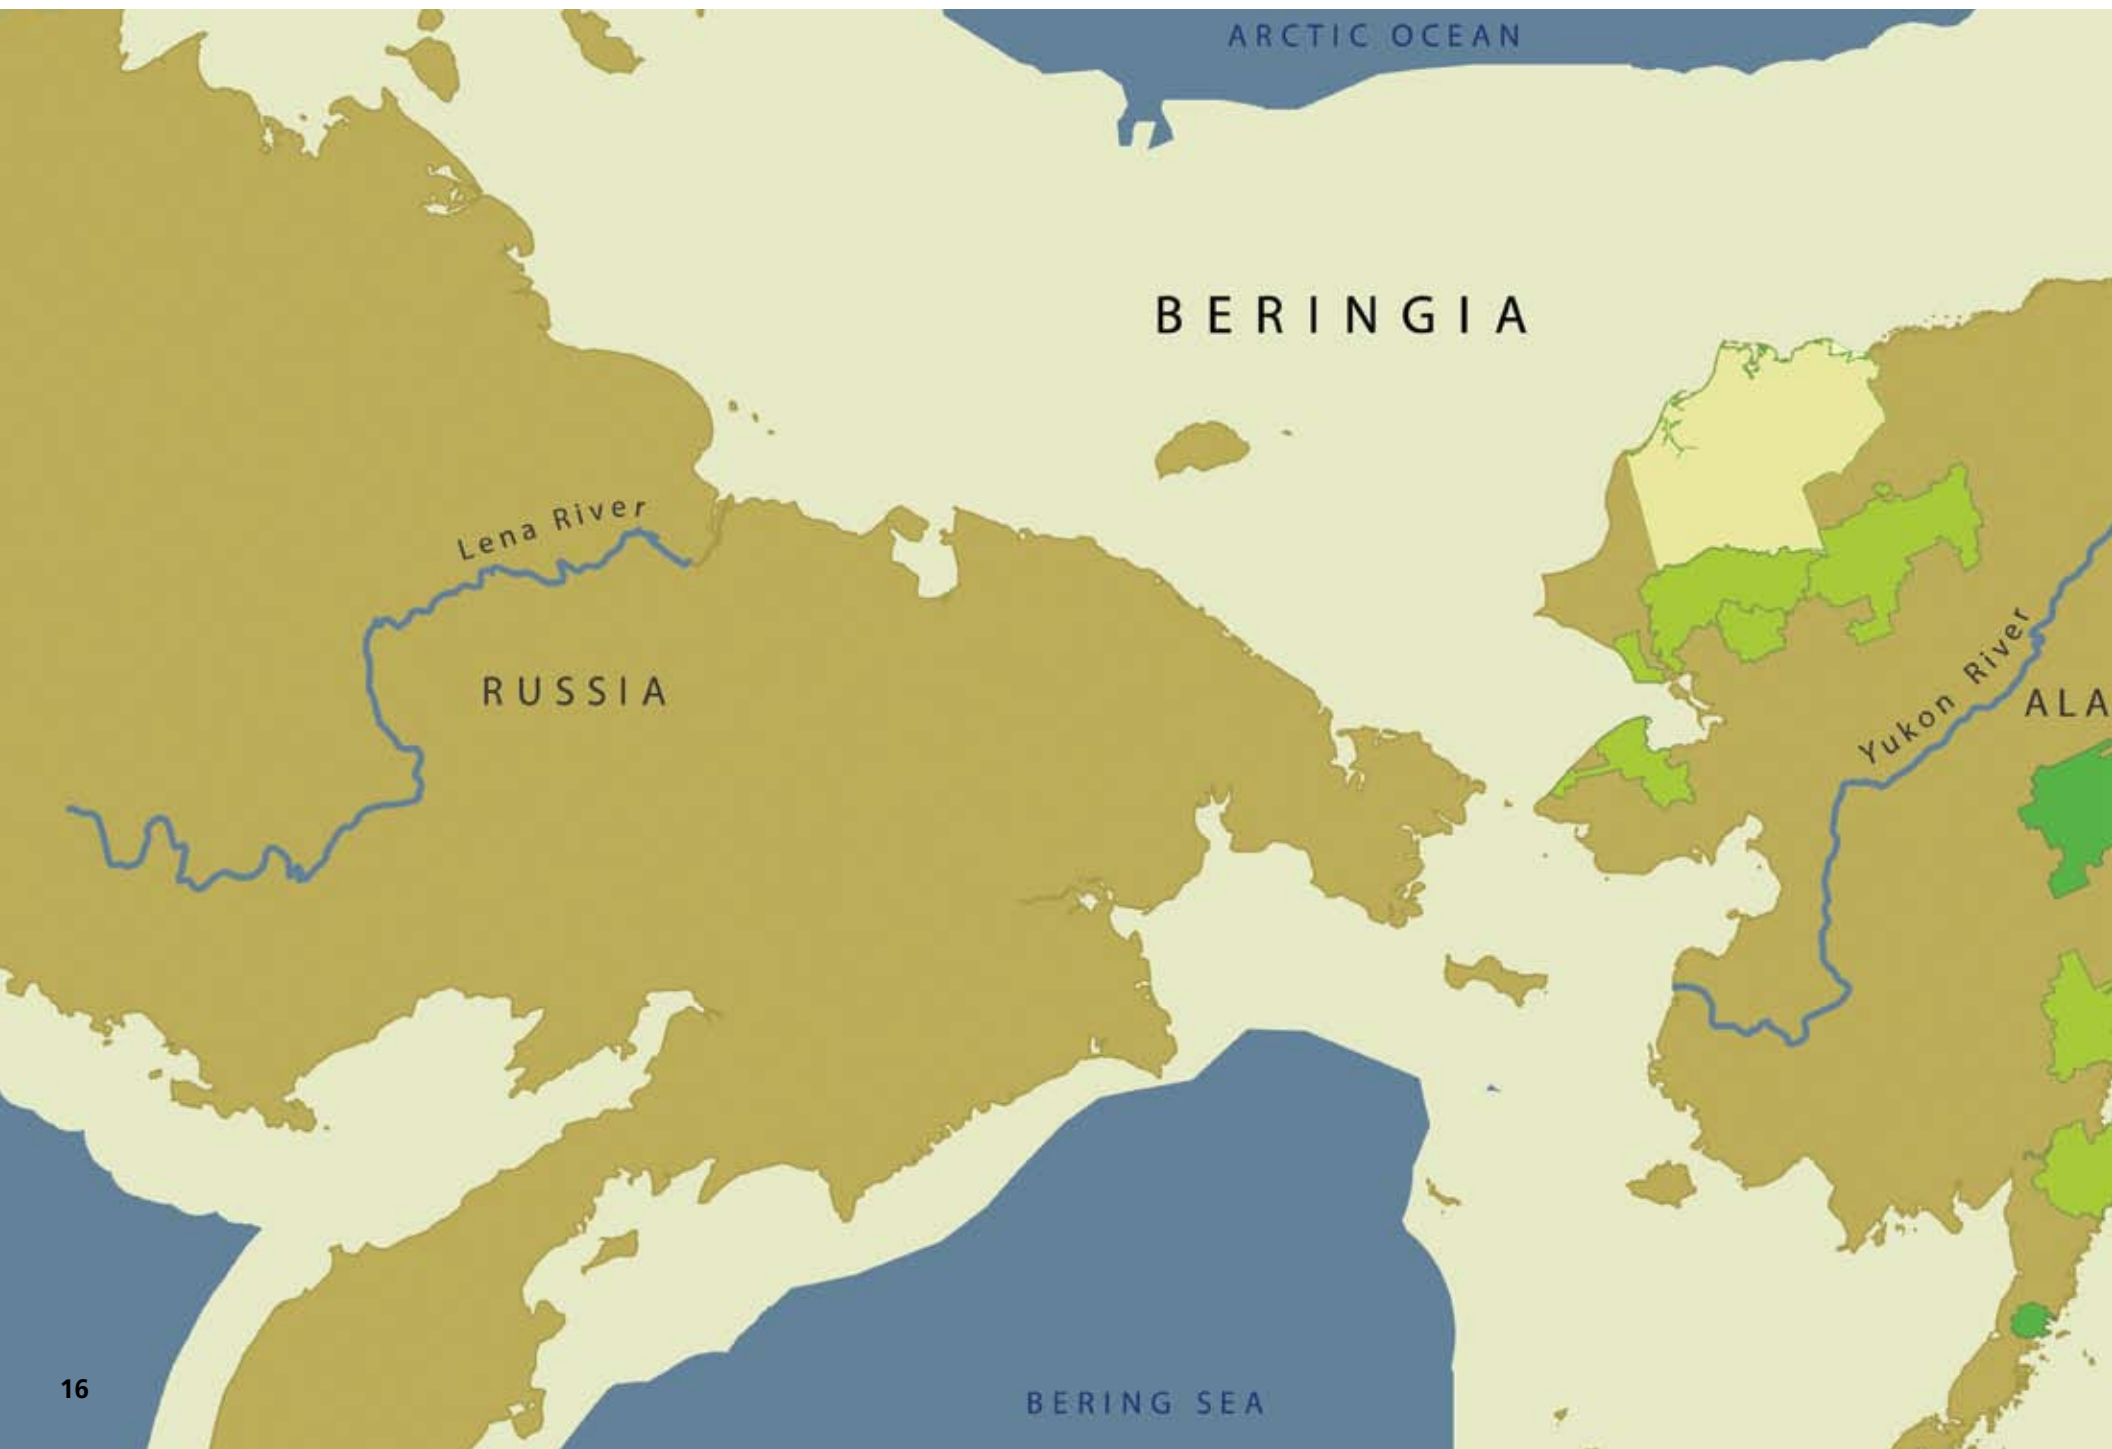 ARCTIC OCEAN
BERINGIA
Lena River
RUSSIA
Yukon River
ALA
BERING SEA
16